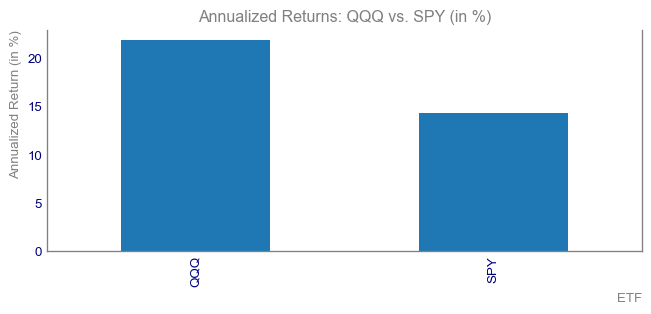 Annualized Returns: QQQ vs. SPY (in %)
Annualized Return (in %)
20
15
10
5
0
QQQ
SPY
ETF